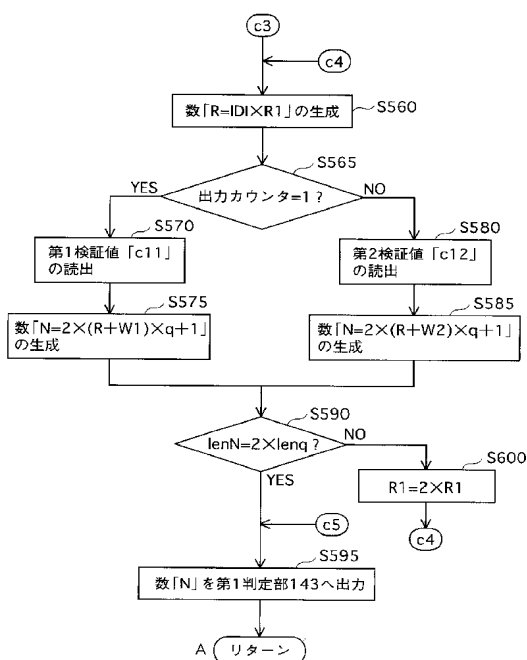 c3
c4
数「R=IDI×R1」の生成
S560
S565
出力カウンタ=1？
YES
NO
S570
第1検証値「c11」
の読出
S580
第2検証値「c12」
の読出
S575
数「N=2×(R+W1)×q+1」
の生成
S585
数「N=2×(R+W2)×q+1」
の生成
S590
lenN=2×lenq？
NO
YES
S600
R1=2×R1
c4
c5
S595
数「N」を第1判定部143へ出力
A
リターン